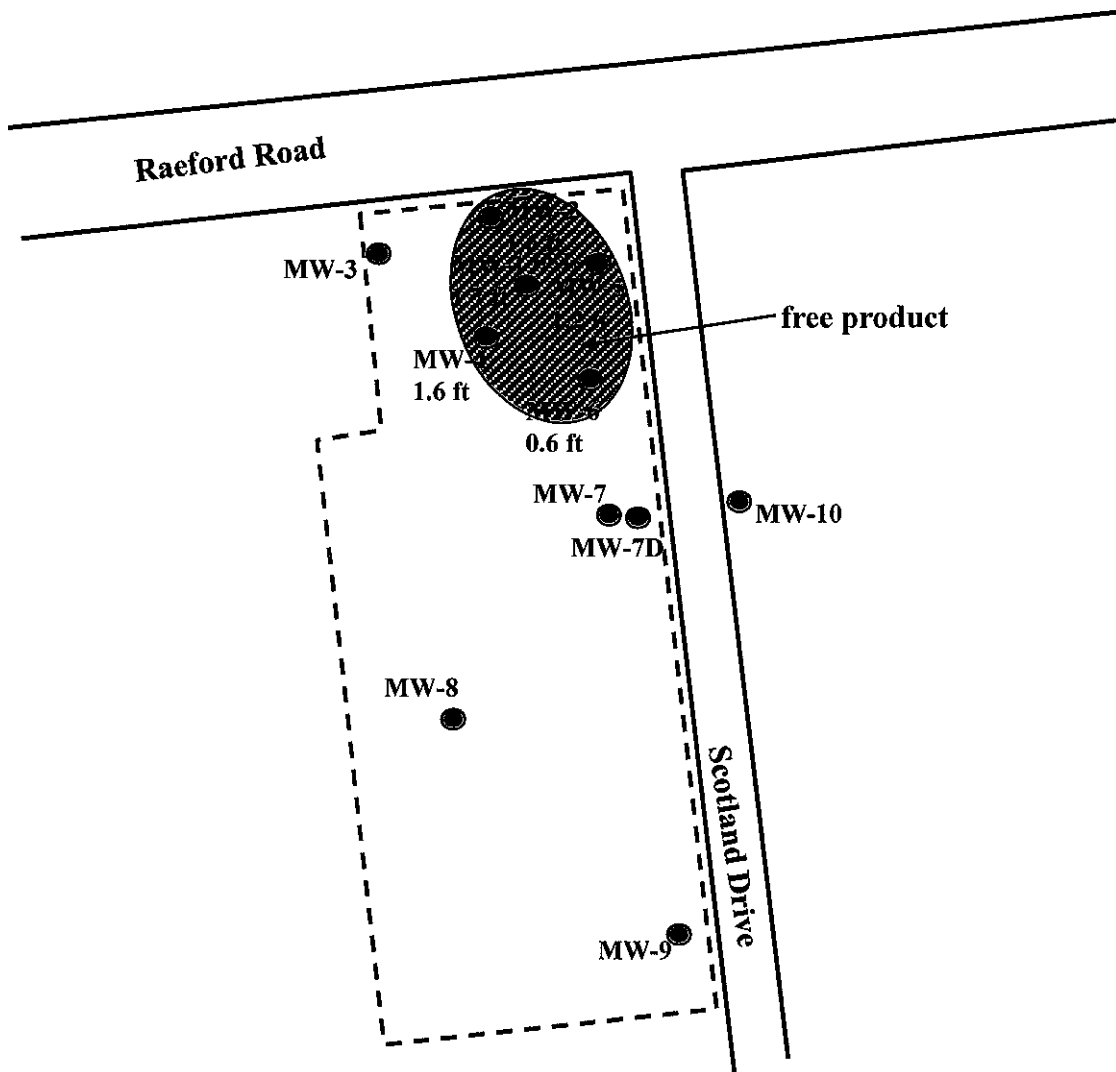 Raeford Road
MW-3
free product
1.6 ft
0.6 ft
MW-7
MW-10
MW-7D
MW-8
Scotland Drive
MW-9